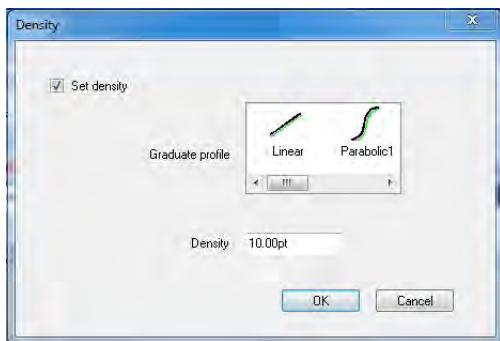 Density
Set density
Linear
Parabolic1
Graduate profile
Density 10.00pt
OK Cancel